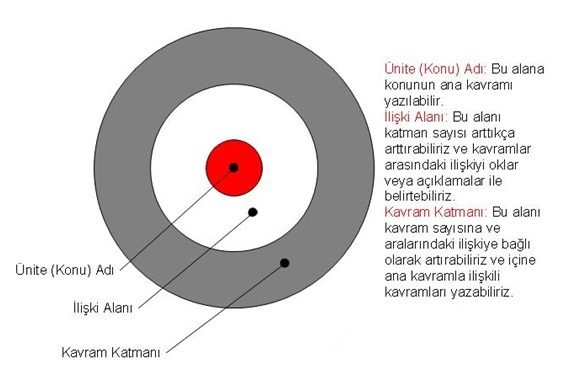 Ünite (Konu) Adı: Bu alana
konunun ana kavramı
yazılabilir.
İlişki Alanı: Bu alanı
katman sayısı arttıkça
arttırabiliriz ve kavramlar
arasındaki ilişkiyi oklar
veya açıklamalar ile
belirtebiliriz.
Kavram Katmanı: Bu alanı
kavram sayısına ve
aralarındaki ilişkiye bağlı
olarak artırabiliriz ve içine
ana kavramla ilişkili
kavramları yazabiliriz.
Ünite (Konu) Adı
İlişki Alanı
Kavram Katmanı